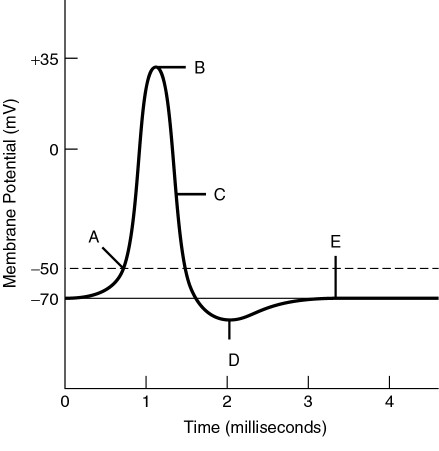 +35
B
0
C
A
E
Membrane Potential (mV)
−50
−70
D
0 1 2 3 4
Time (milliseconds)